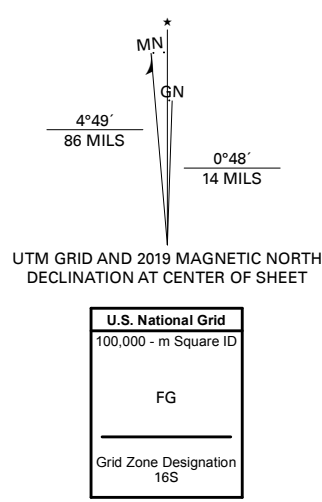 ★
MN
GN
4°49´
86 MILS
0°48´
14 MILS
UTM GRID AND 2019 MAGNETIC NORTH
DECLINATION AT CENTER OF SHEET
U.S. National Grid
100,000 - m Square ID
FG
Grid Zone Designation
16S